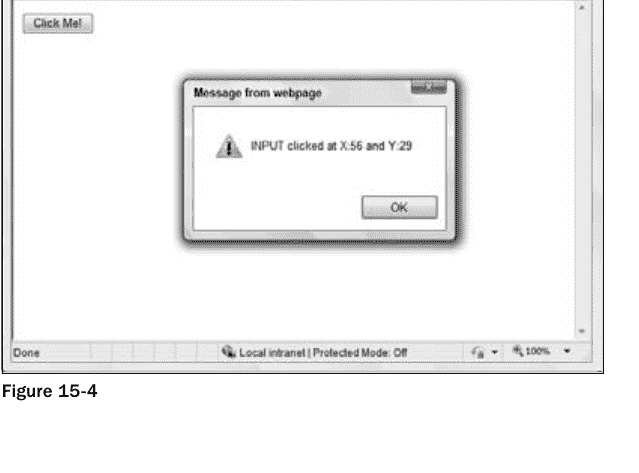 Click Me!
Message from webpage
INPUT clicked at X:56 and Y:29
OK
Done
Local intranet | Protected Mode: Off
100%
Figure 15-4